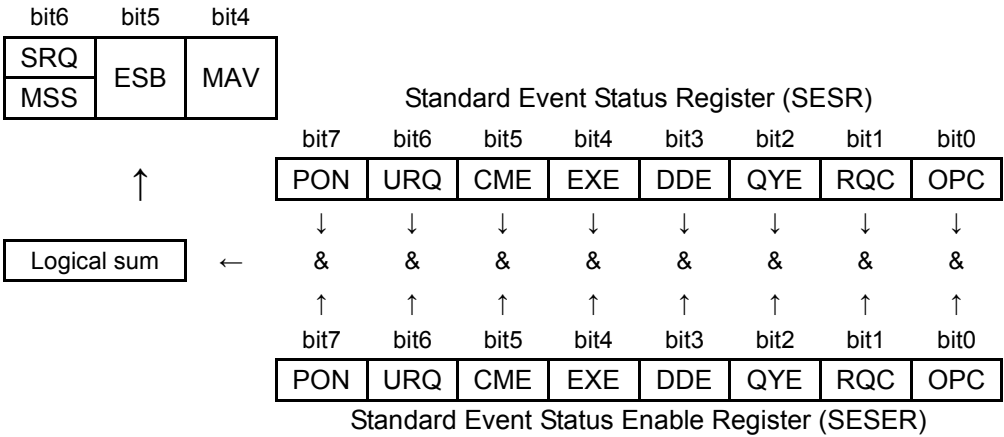 bit6 bit5 bit4
SRQ
MSS
ESB MAV
Standard Event Status Register (SESR)
bit7 bit6 bit5 bit4 bit3 bit2 bit1 bit0
↑
PON URQ CME EXE DDE QYE RQC OPC
↓ ↓ ↓ ↓ ↓ ↓ ↓ ↓
Logical sum ← & & & & & & & &
↑ ↑ ↑ ↑ ↑ ↑ ↑ ↑
bit7 bit6 bit5 bit4 bit3 bit2 bit1 bit0
PON URQ CME EXE DDE QYE RQC OPC
Standard Event Status Enable Register (SESER)